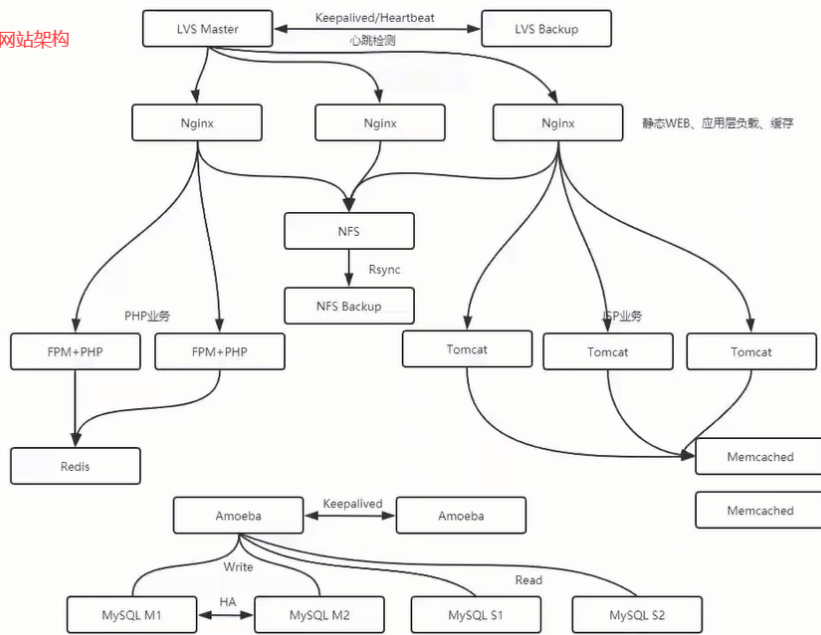 网站架构
LVS Master
Keepalived/Heartbeat
心跳检测
LVS Backup
Nginx
Nginx
Nginx
静态WEB、应用层负载、缓存
NFS
Rsync
NFS Backup
PHP业务
JSP业务
FPM+PHP
FPM+PHP
Tomcat
Tomcat
Tomcat
Redis
Memcached
Memcached
Amoeba
Keepalived
Amoeba
Write
Read
MySQL M1
HA
MySQL M2
MySQL S1
MySQL S2